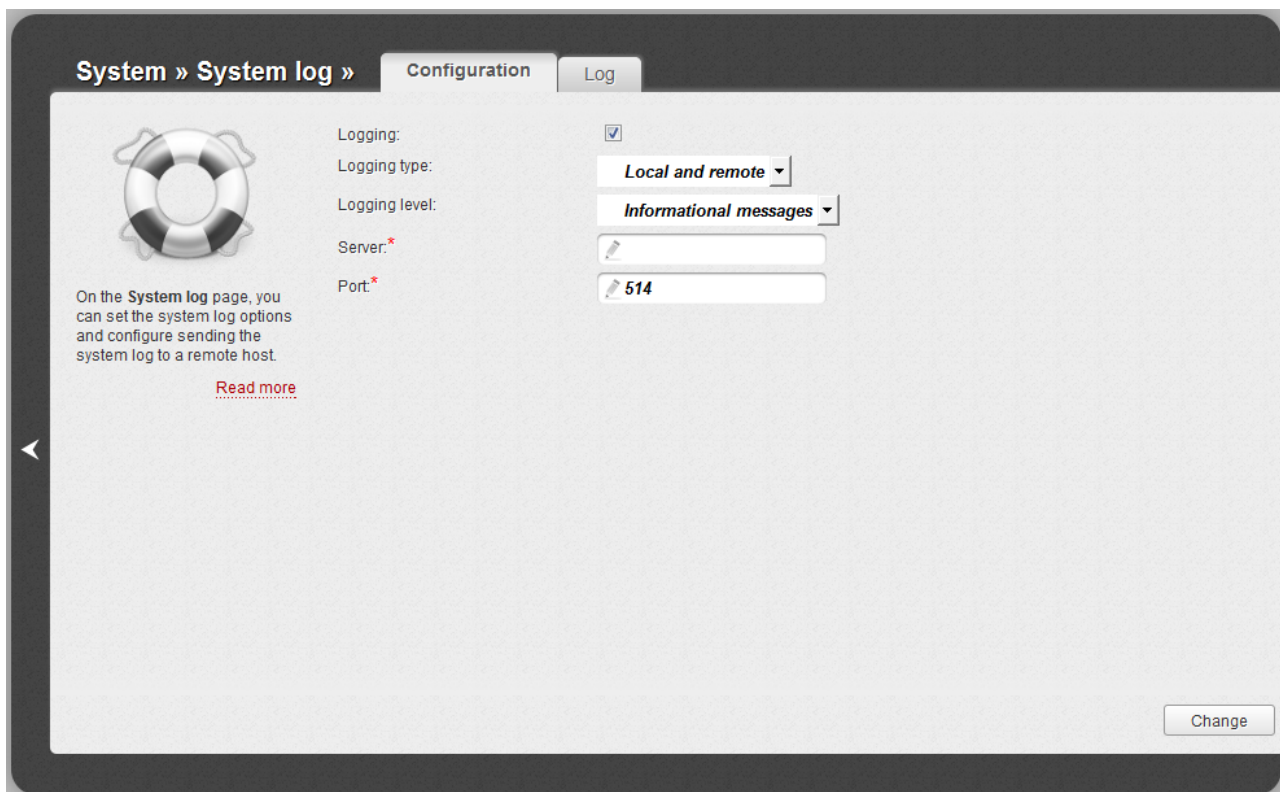 System » System log »
Configuration
Log
Logging:
Logging type:
Local and remote
Logging level:
Informational messages
Server:*
Port:*
514
On the System log page, you
can set the system log options
and configure sending the
system log to a remote host.
Read more
Change